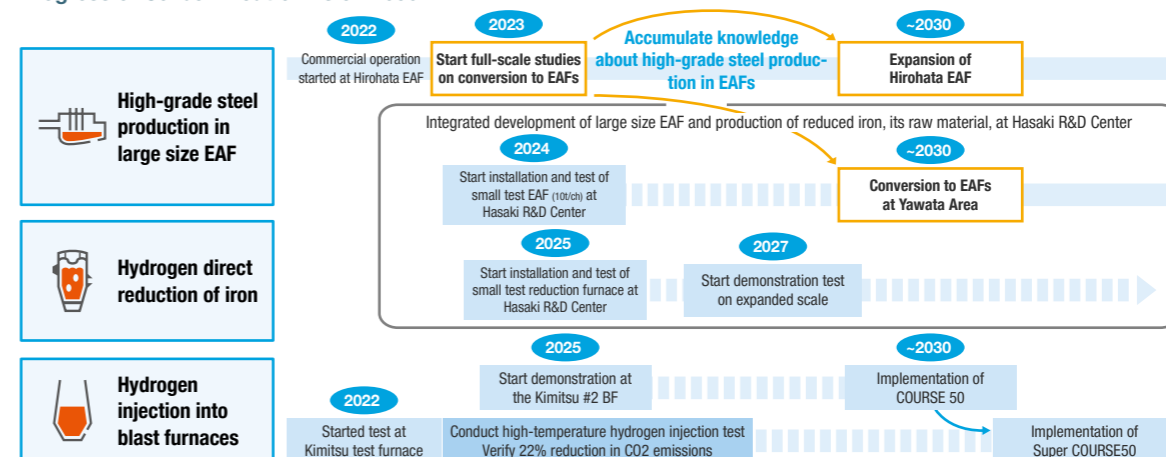 2022
2023
~2030
Commercial operation
started at Hirohata EAF
Start full-scale studies
on conversion to EAFs
Accumulate knowledge
about high-grade steel produc-
tion in EAFs
Expansion of
Hirohata EAF
High-grade steel
production in
large size EAF
Integrated development of large size EAF and production of reduced iron, its raw material, at Hasaki R&D Center
2024
~2030
Start installation and test of
small test EAF (10t/ch) at
Hasaki R&D Center
Conversion to EAFs
at Yawata Area
Hydrogen direct
reduction of iron
2025
2027
Start installation and test of
small test reduction furnace at
Hasaki R&D Center
Start demonstration test
on expanded scale
Hydrogen
injection into
blast furnaces
2025
~2030
Start demonstration at
the Kimitsu #2 BF
Implementation of
COURSE 50
2022
Started test at
Kimitsu test furnace
Conduct high-temperature hydrogen injection test
Verify 22% reduction in CO2 emissions
Implementation of
Super COURSE50